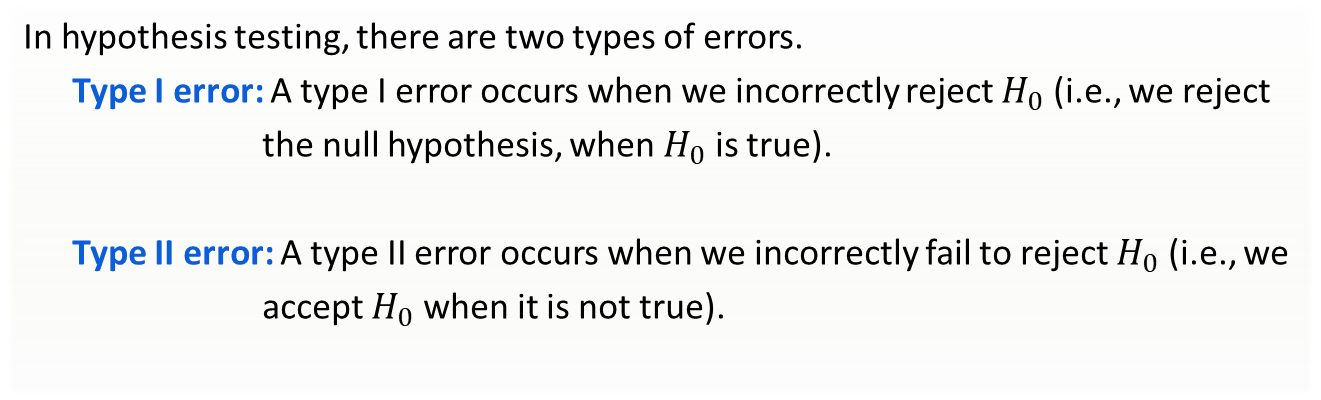 In hypothesis testing, there are two types of errors.
Type I error: A type I error occurs when we incorrectly reject H₀ (i.e., we reject
the null hypothesis, when H₀ is true).
Type II error: A type II error occurs when we incorrectly fail to reject H₀ (i.e., we
accept H₀ when it is not true).